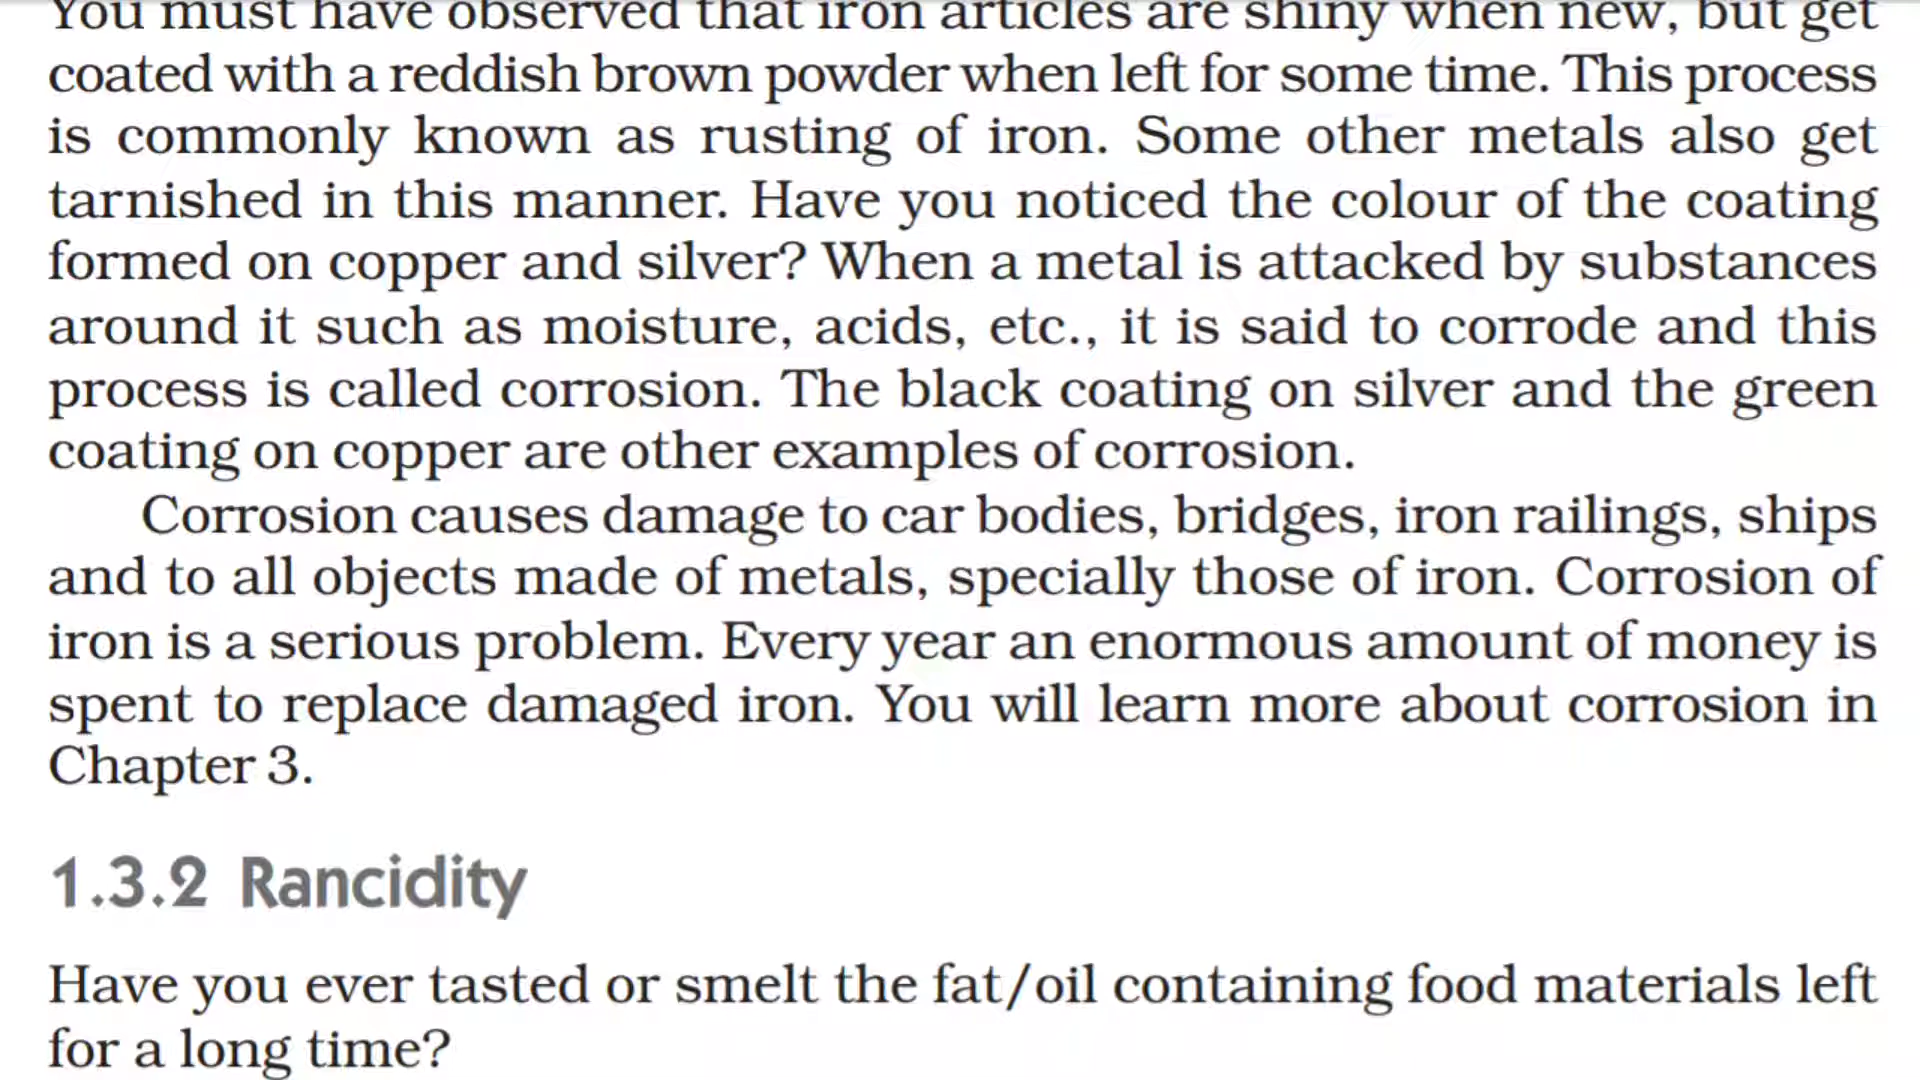 You must have observed that iron articles are shiny when new, but get
coated with a reddish brown powder when left for some time. This process
is commonly known as rusting of iron. Some other metals also get
tarnished in this manner. Have you noticed the colour of the coating
formed on copper and silver? When a metal is attacked by substances
around it such as moisture, acids, etc., it is said to corrode and this
process is called corrosion. The black coating on silver and the green
coating on copper are other examples of corrosion.
Corrosion causes damage to car bodies, bridges, iron railings, ships
and to all objects made of metals, specially those of iron. Corrosion of
iron is a serious problem. Every year an enormous amount of money is
spent to replace damaged iron. You will learn more about corrosion in
Chapter 3.
1.3.2 Rancidity
Have you ever tasted or smelt the fat/oil containing food materials left
for a long time?